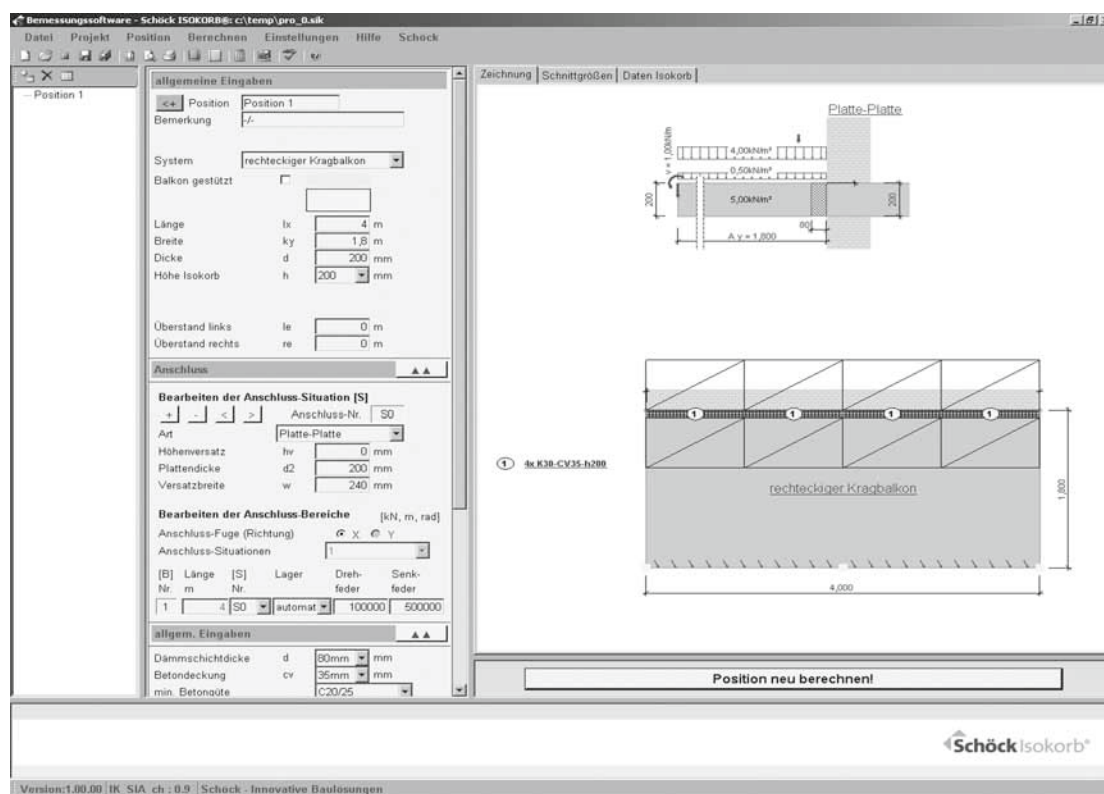 Bemessungssoftware - Schöck ISOKORB®: c:\temp\pro_0.sik
Datei Projekt Position Berechnen Einstellungen Hilfe Schöck
Position 1
allgemeine Eingaben
<+ Position Position 1
Bemerkung -/-
System rechteckiger Kragbalkon
Balkon gestützt
Länge lx 4 m
Breite ky 1,8 m
Dicke d 200 mm
Höhe Isokorb h 200 mm
Überstand links le 0 m
Überstand rechts re 0 m
Anschluss
Bearbeiten der Anschluss-Situation [S]
+ - < > Anschluss-Nr. S0
Art Platte-Platte
Höhenversatz hv 0 mm
Plattendicke d2 200 mm
Versatzbreite w 240 mm
Bearbeiten der Anschluss-Bereiche [kN, m, rad]
Anschluss-Fuge (Richtung) X Y
Anschluss-Situationen 1
[B] Länge [S] Lager Dreh- Senk-
Nr. m Nr. feder feder
1 4 S0 automat 100000 500000
allgem. Eingaben
Dämmschichtdicke d 80mm mm
Betondeckung cv 35mm mm
min. Betongüte C20/25
Zeichnung Schnittgrößen Daten Isokorb
Platte-Platte
v = 1,00kN/m
4,00kN/m²
0,50kN/m²
5,00kN/m²
200
200
80
A y = 1,800
1 1 1 1
1 4x K30-CV35-h200
rechteckiger Kragbalkon
1,800
4,000
Position neu berechnen!
Schöck Isokorb®
Version:1.00.00 IK_SIA_ch : 0.9 Schöck - Innovative Baulösungen